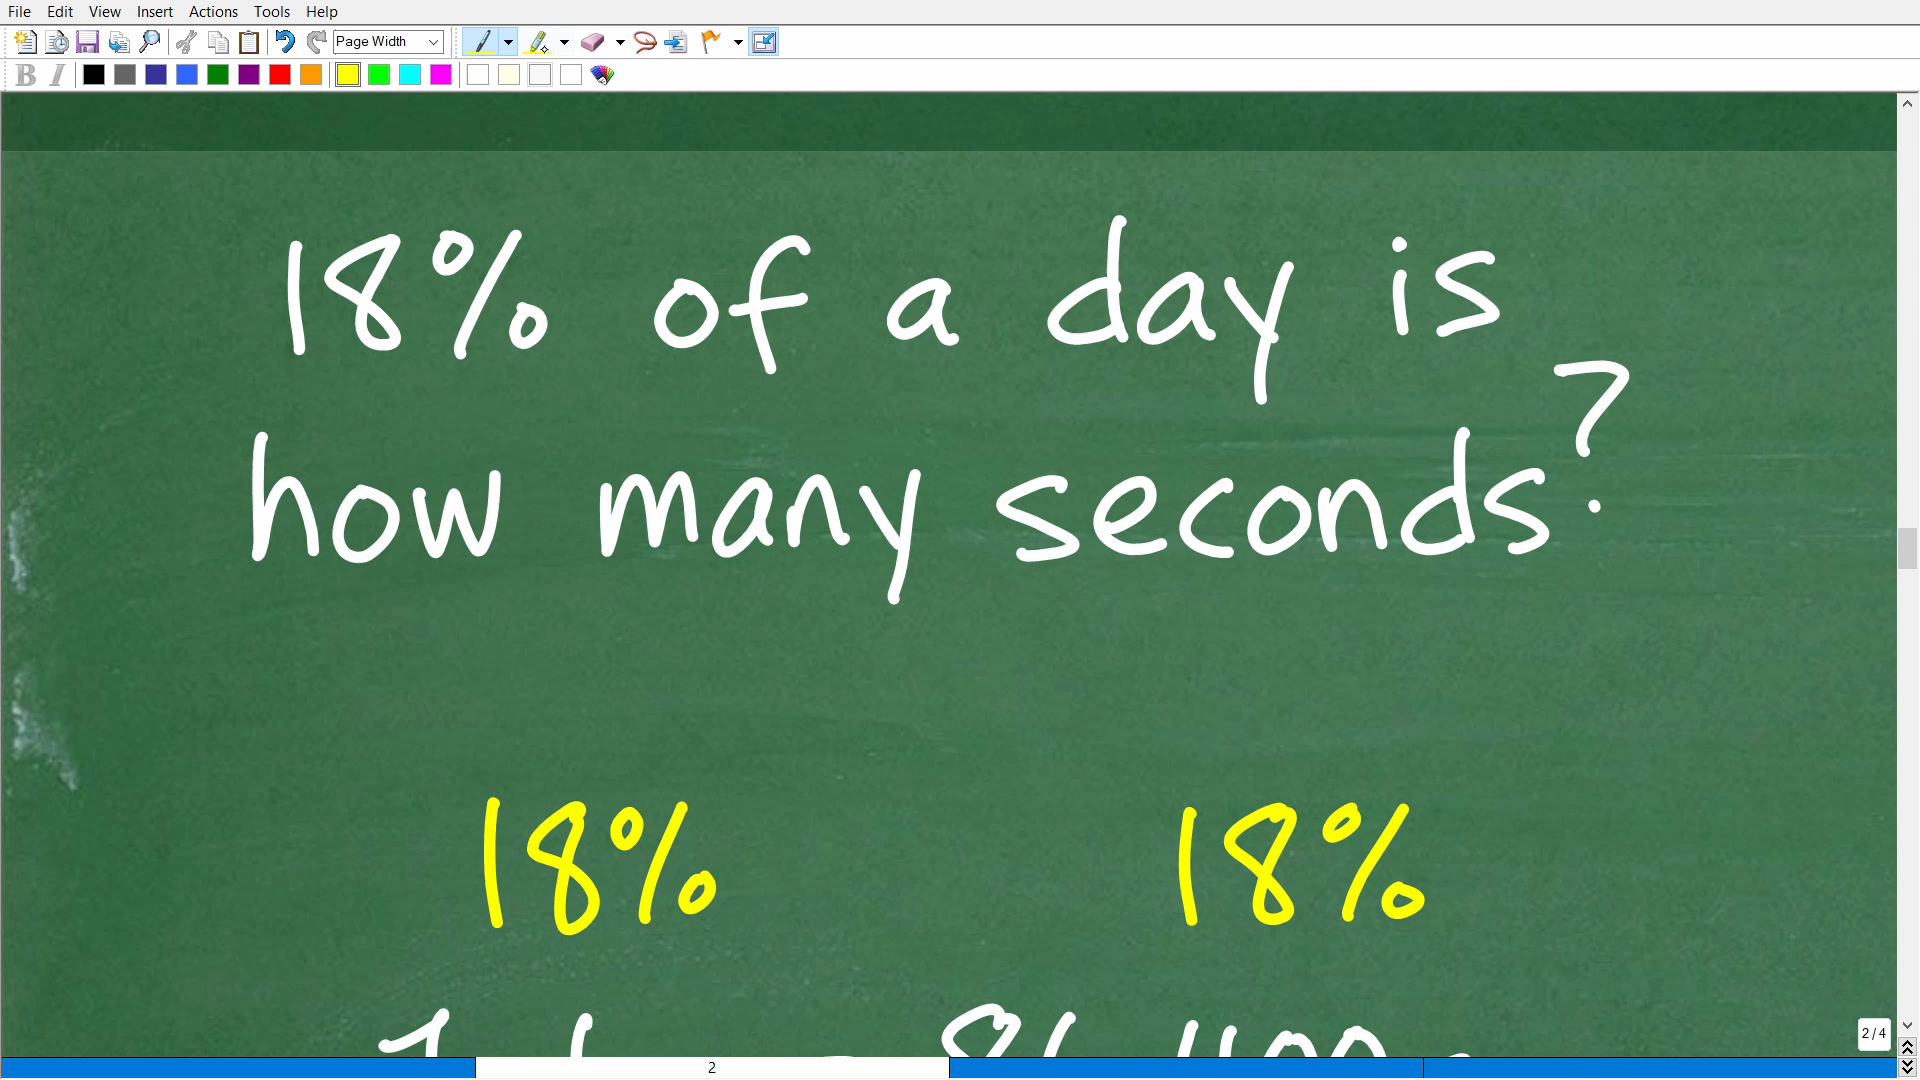 File Edit View Insert Actions Tools Help
Page Width
B I
18% of a day is
how many seconds?
18% 18%
2 / 4
2